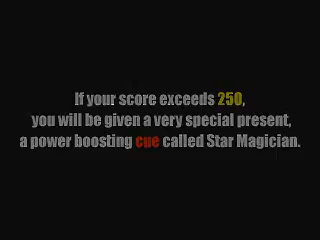 If your score exceeds 250,
you will be given a very special present,
a power boosting cue called Star Magician.